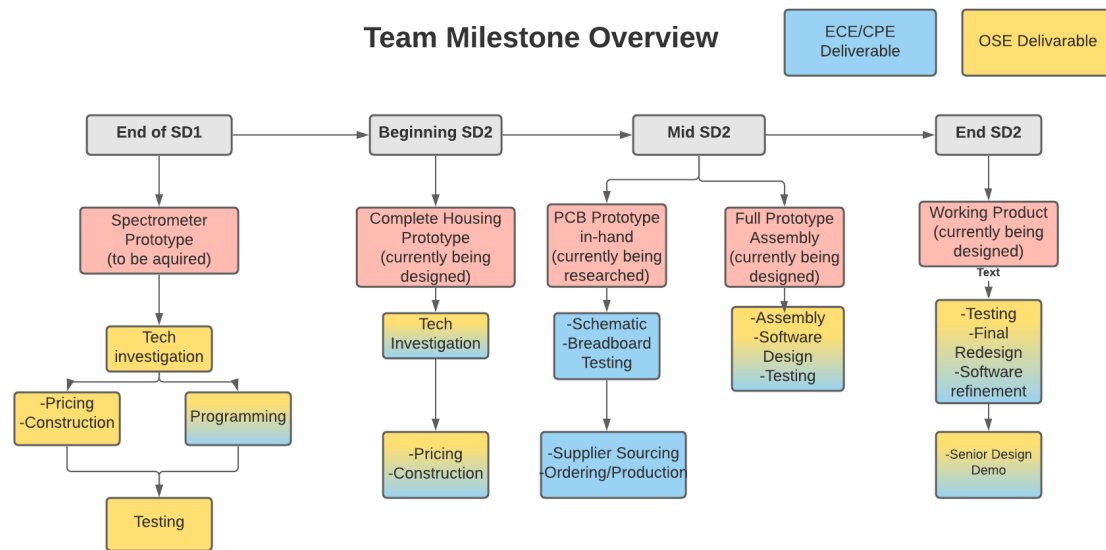 Team Milestone Overview
ECE/CPE
Deliverable
OSE Delivarable
End of SD1
Beginning SD2
Mid SD2
End SD2
Spectrometer
Prototype
(to be aquired)
Complete Housing
Prototype
(currently being
designed)
PCB Prototype
in-hand
(currently being
researched)
Full Prototype
Assembly
(currently being
designed)
Working Product
(currently being
designed)
Text
Tech
investigation
Tech
Investigation
-Schematic
-Breadboard
Testing
-Assembly
-Software
Design
-Testing
-Testing
-Final
Redesign
-Software
refinement
-Pricing
-Construction
Programming
-Pricing
-Construction
-Supplier Sourcing
-Ordering/Production
-Senior Design
Demo
Testing